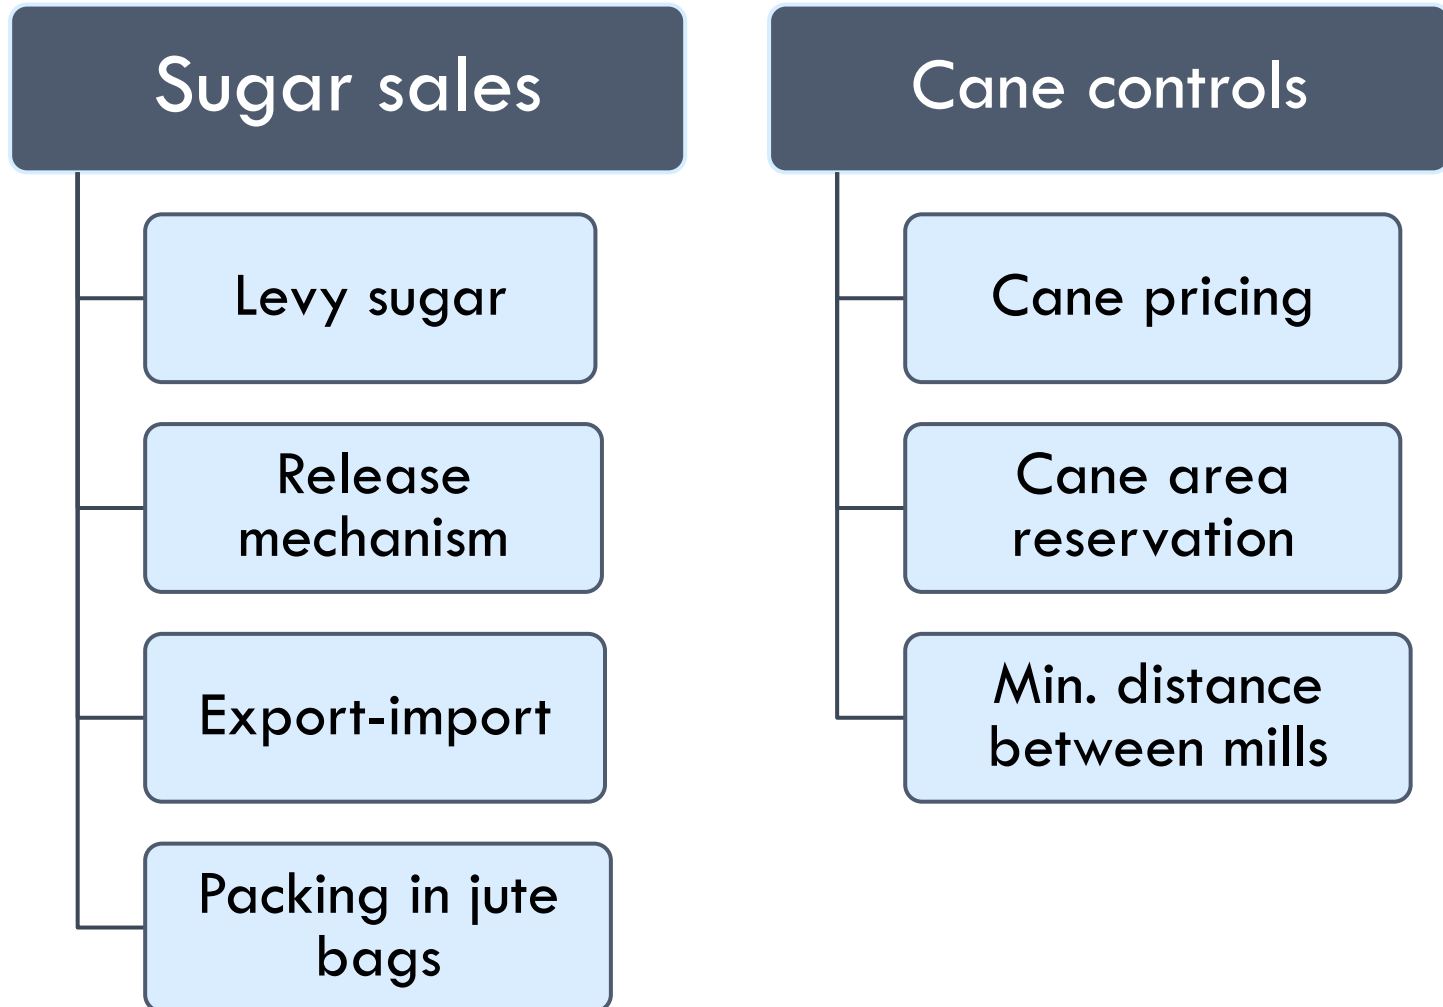 Sugar sales
Levy sugar
Release
mechanism
Export-import
Packing in jute
bags
Cane controls
Cane pricing
Cane area
reservation
Min. distance
between mills